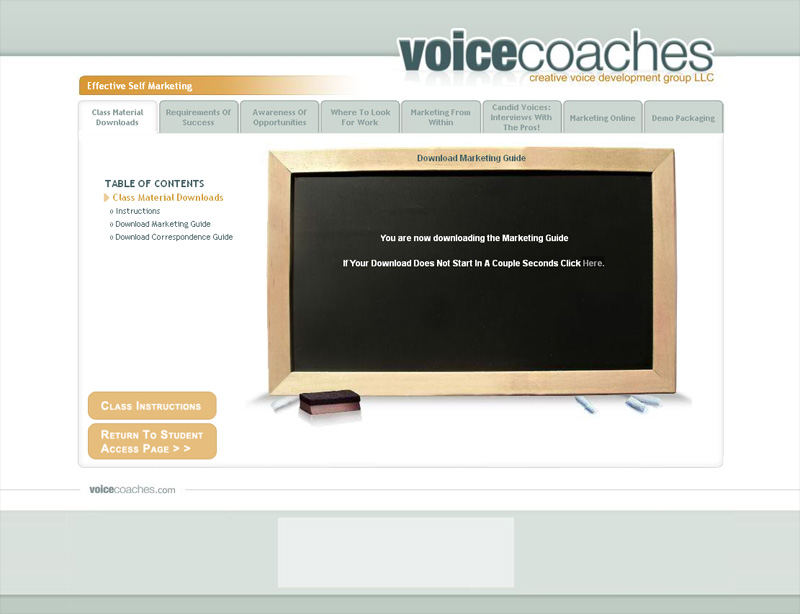 voicecoaches
creative voice development group LLC
Effective Self Marketing
Class Material
Downloads
Requirements Of
Success
Awareness Of
Opportunities
Where To Look
For Work
Marketing From
Within
Candid Voices:
Interviews With
The Pros!
Marketing Online
Demo Packaging
TABLE OF CONTENTS
Class Material Downloads
Instructions
Download Marketing Guide
Download Correspondence Guide
Download Marketing Guide
You are now downloading the Marketing Guide
If Your Download Does Not Start In A Couple Seconds Click Here.
Class Instructions
Return To Student
Access Page > >
voicecoaches.com